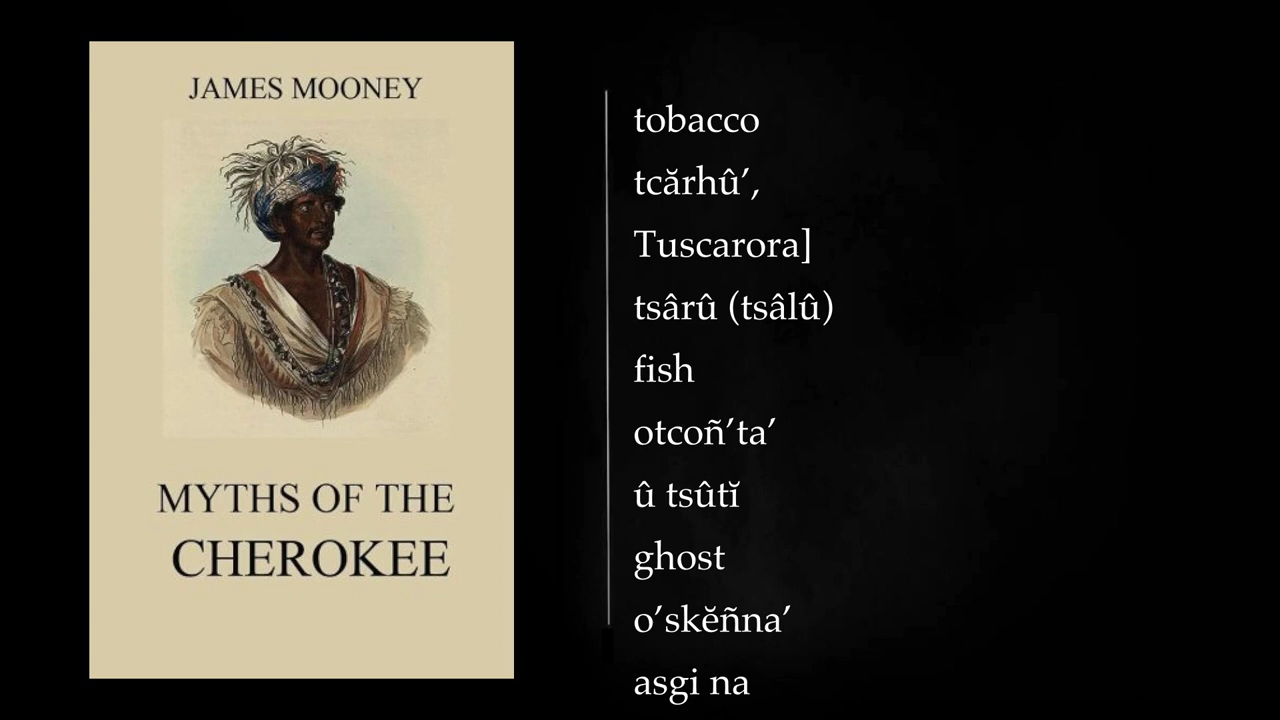 JAMES MOONEY
MYTHS OF THE
CHEROKEE
tobacco
tcărhû’,
Tuscarora]
tsârû (tsâlû)
fish
otcoñ’ta’
û tsûtĭ
ghost
o’skĕñna’
asgi na